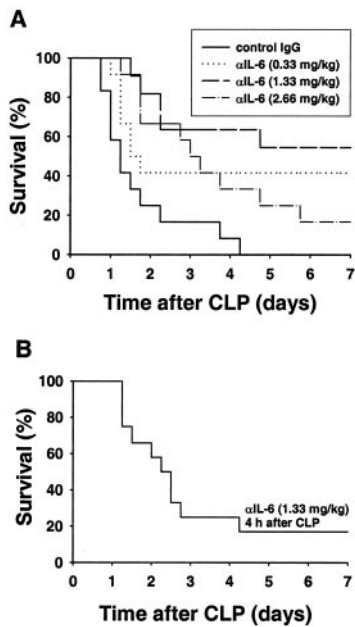 A
control IgG
αIL-6 (0.33 mg/kg)
αIL-6 (1.33 mg/kg)
αIL-6 (2.66 mg/kg)
Survival (%)
100
80
60
40
20
0
0 1 2 3 4 5 6 7
Time after CLP (days)
B
Survival (%)
100
80
60
40
20
0
αIL-6 (1.33 mg/kg)
4 h after CLP
0 1 2 3 4 5 6 7
Time after CLP (days)